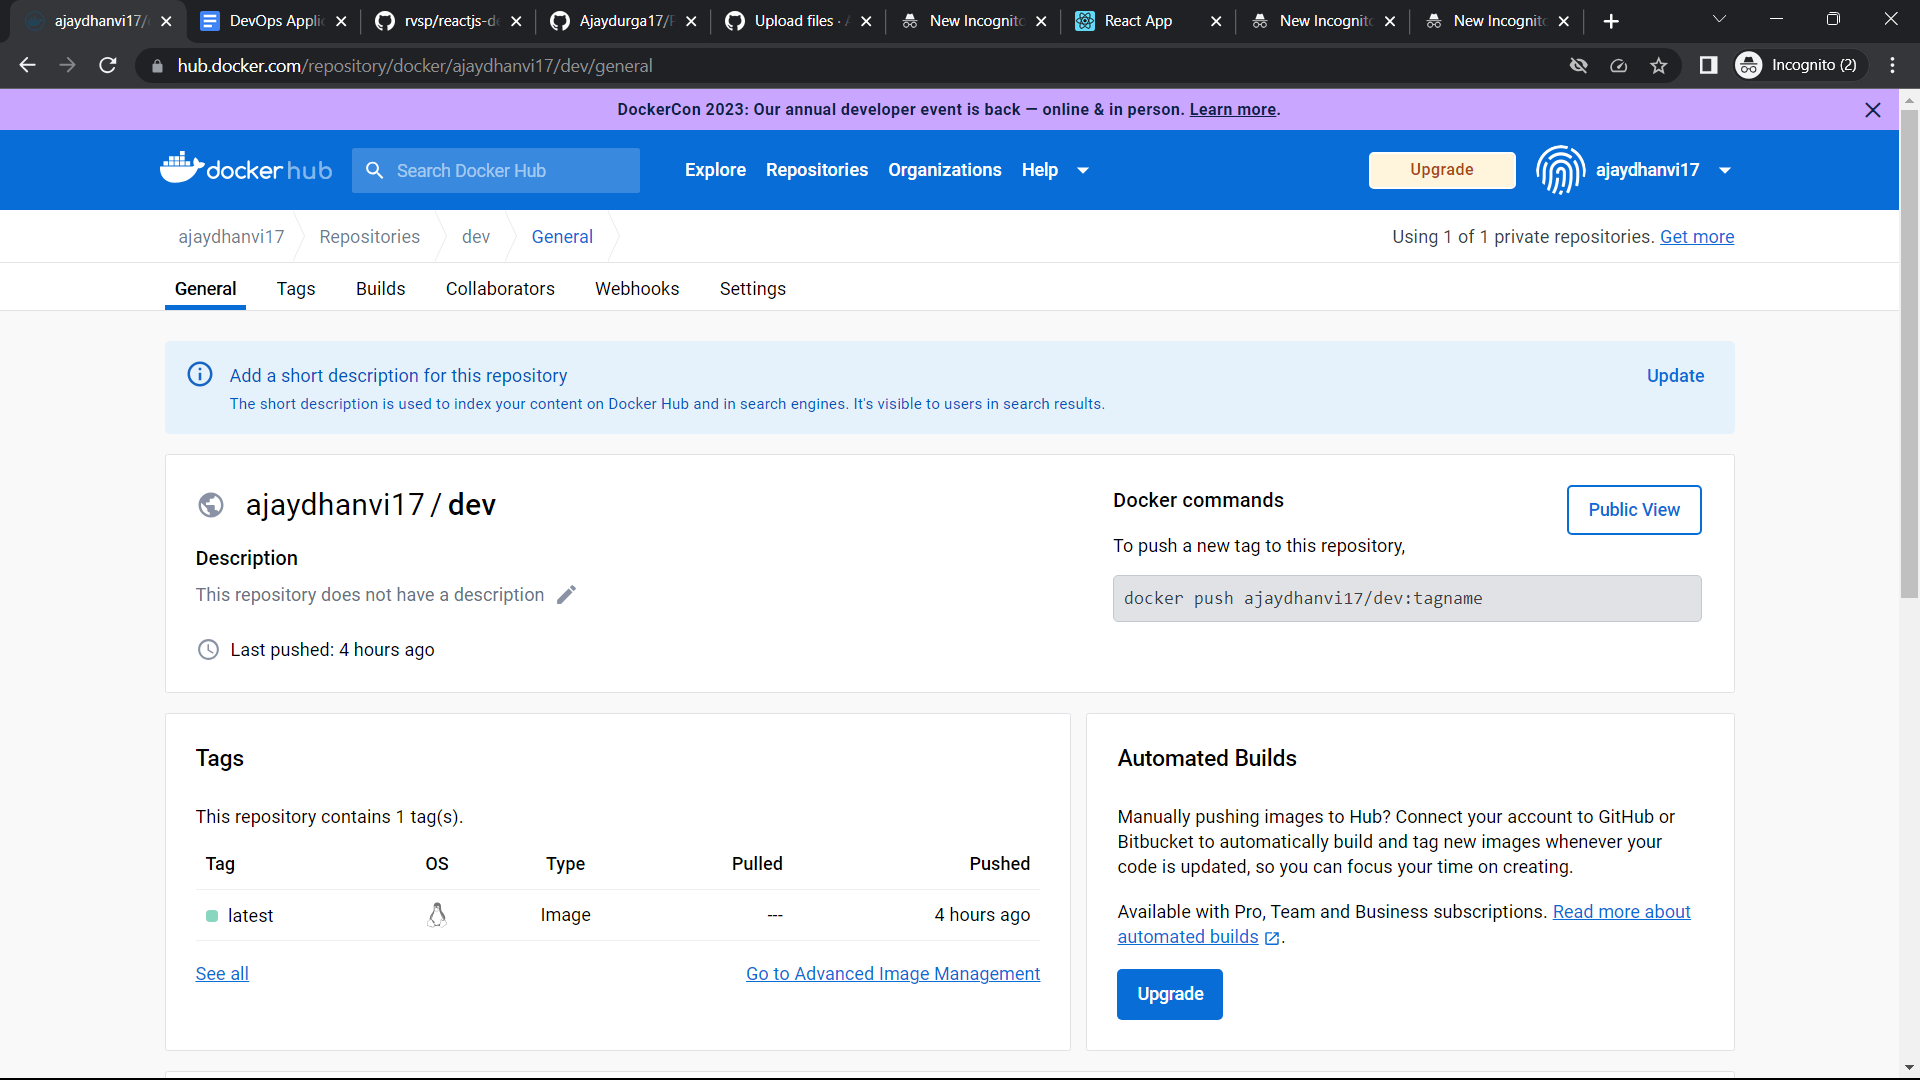 ajaydhanvi17/
DevOps Applic
rvsp/reactjs-de
Ajaydurga17/
Upload files ·
New Incognito
React App
New Incognito
New Incognito
hub.docker.com/repository/docker/ajaydhanvi17/dev/general
Incognito (2)
DockerCon 2023: Our annual developer event is back — online & in person. Learn more.
dockerhub
Search Docker Hub
Explore
Repositories
Organizations
Help
Upgrade
ajaydhanvi17
ajaydhanvi17
Repositories
dev
General
Using 1 of 1 private repositories. Get more
General
Tags
Builds
Collaborators
Webhooks
Settings
Add a short description for this repository
Update
The short description is used to index your content on Docker Hub and in search engines. It's visible to users in search results.
ajaydhanvi17 / dev
Description
This repository does not have a description
Last pushed: 4 hours ago
Docker commands
Public View
To push a new tag to this repository,
docker push ajaydhanvi17/dev:tagname
Tags
This repository contains 1 tag(s).
Tag OS Type Pulled Pushed
latest Image --- 4 hours ago
See all
Go to Advanced Image Management
Automated Builds
Manually pushing images to Hub? Connect your account to GitHub or
Bitbucket to automatically build and tag new images whenever your
code is updated, so you can focus your time on creating.
Available with Pro, Team and Business subscriptions. Read more about
automated builds .
Upgrade